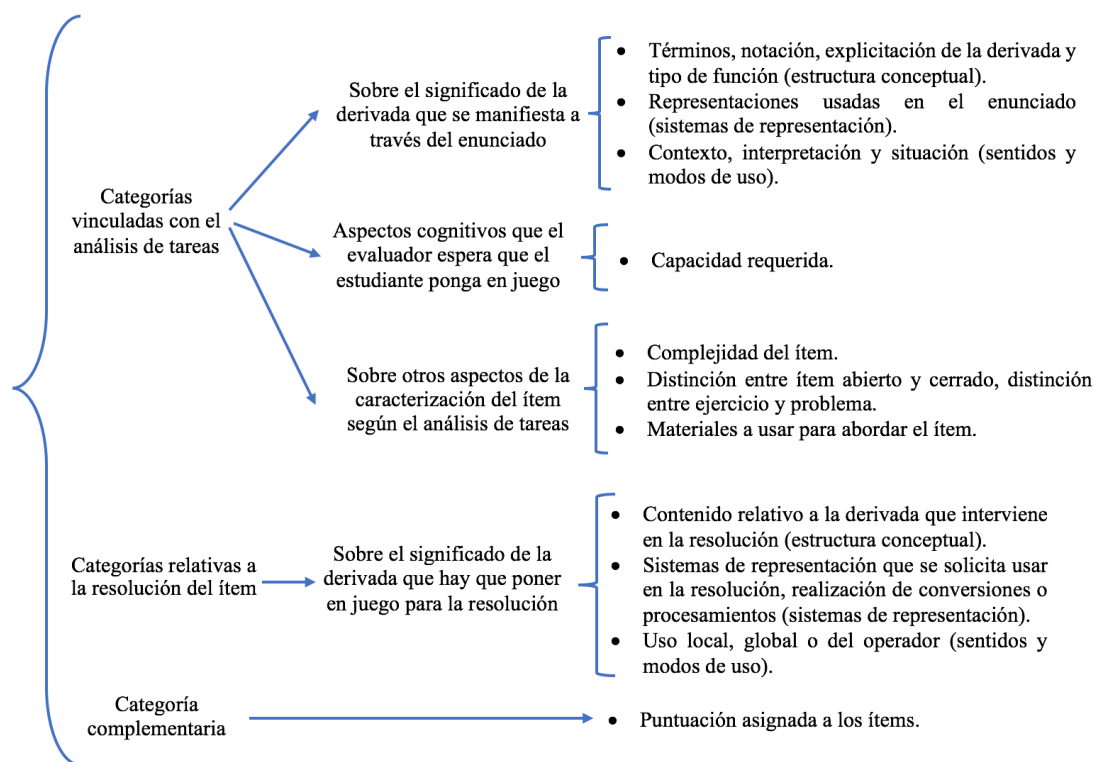 Categorías
vinculadas con el
análisis de tareas
Sobre el significado de la
derivada que se manifiesta a
través del enunciado
• Términos, notación, explicitación de la derivada y
tipo de función (estructura conceptual).
• Representaciones usadas en el enunciado
(sistemas de representación).
• Contexto, interpretación y situación (sentidos y
modos de uso).
Aspectos cognitivos que el
evaluador espera que el
estudiante ponga en juego
• Capacidad requerida.
Sobre otros aspectos de la
caracterización del ítem
según el análisis de tareas
• Complejidad del ítem.
• Distinción entre ítem abierto y cerrado, distinción
entre ejercicio y problema.
• Materiales a usar para abordar el ítem.
Categorías relativas a
la resolución del ítem
Sobre el significado de la
derivada que hay que poner
en juego para la resolución
• Contenido relativo a la derivada que interviene
en la resolución (estructura conceptual).
• Sistemas de representación que se solicita usar
en la resolución, realización de conversiones o
procesamientos (sistemas de representación).
• Uso local, global o del operador (sentidos y
modos de uso).
Categoría
complementaria
• Puntuación asignada a los ítems.